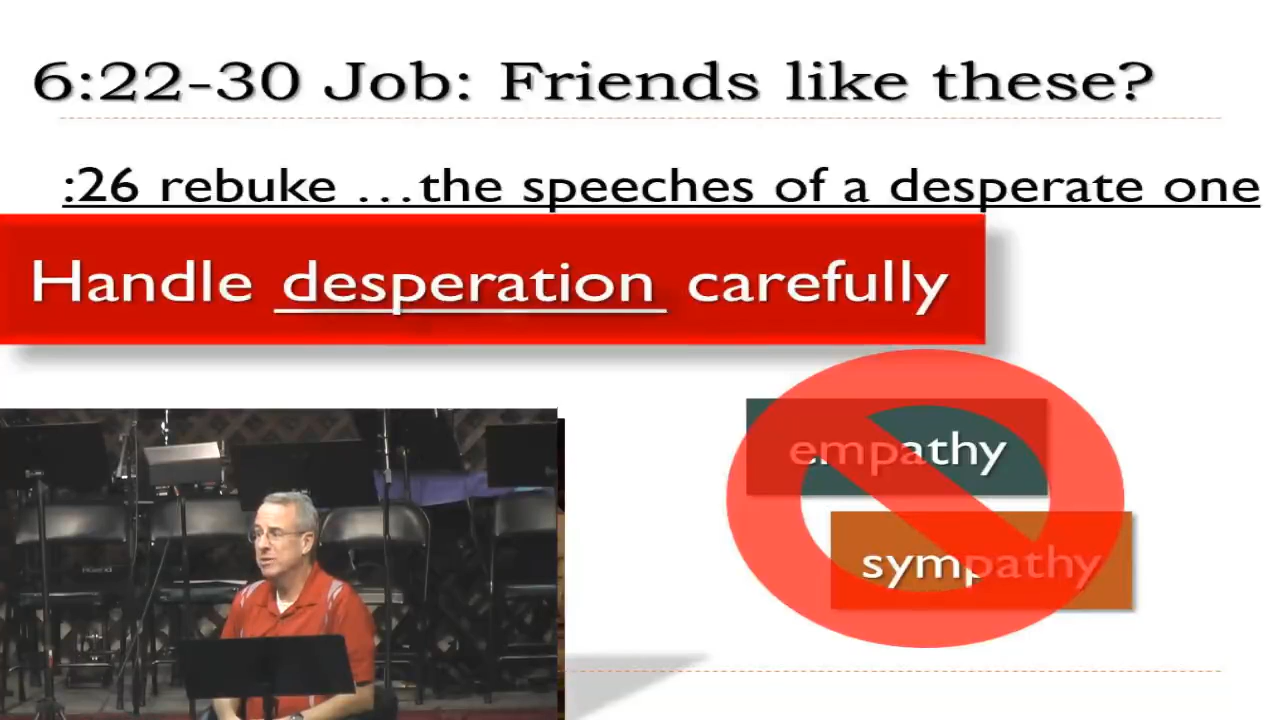 6:22-30 Job: Friends like these?
:26 rebuke ...the speeches of a desperate one
Handle desperation carefully
empathy
sympathy